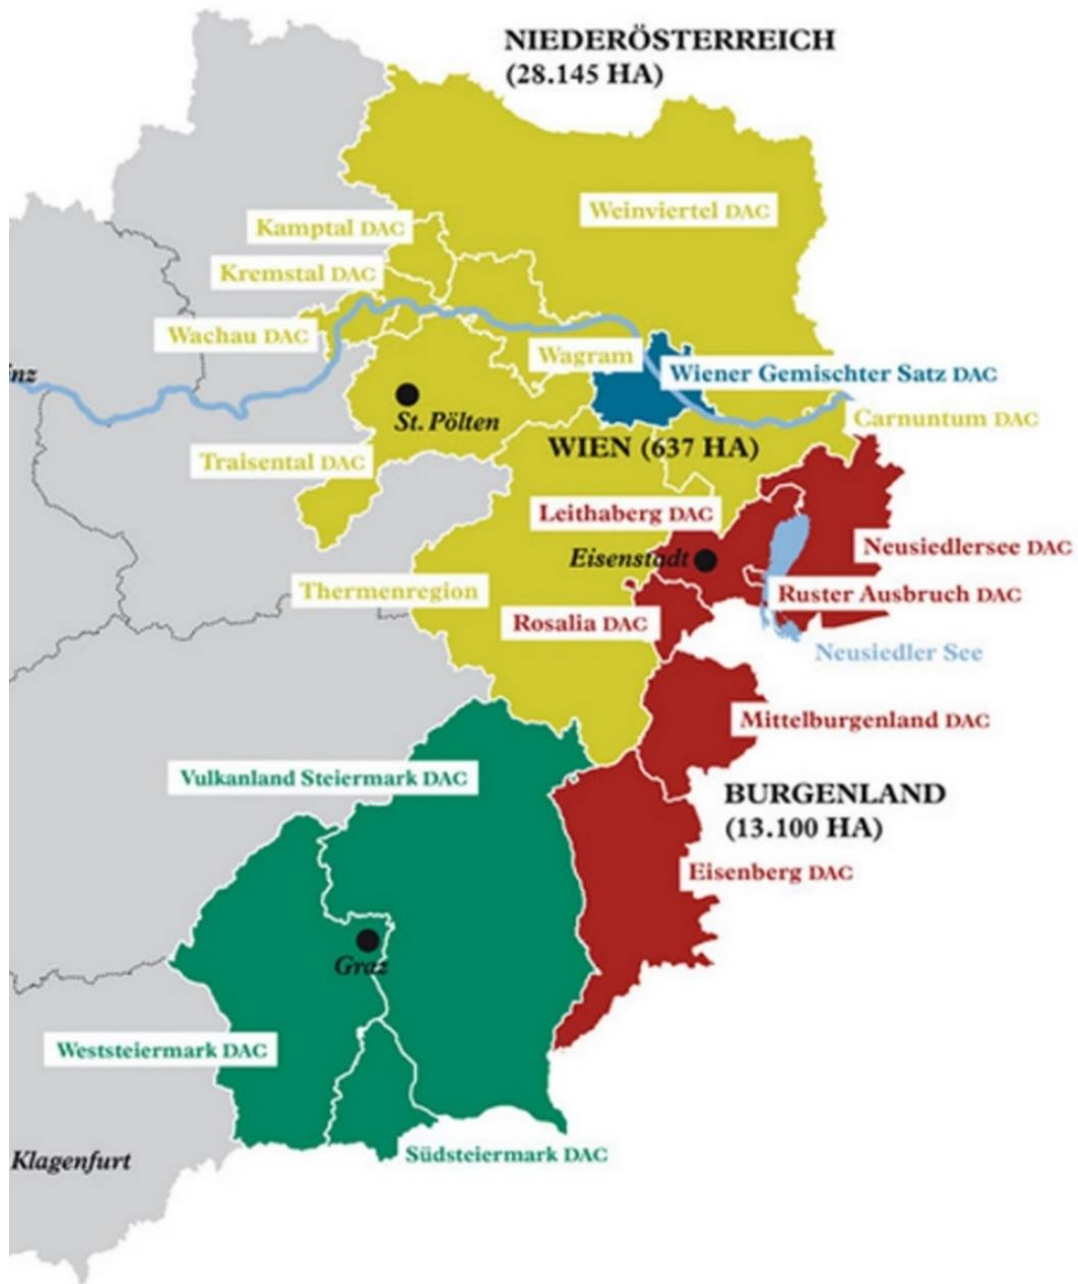 NIEDERÖSTERREICH
(28.145 HA)
Weinviertel DAC
Kamptal DAC
Kremstal DAC
Wachau DAC
Wagram
nz
Wiener Gemischter Satz DAC
St. Pölten
Carnuntum DAC
WIEN (637 HA)
Traisental DAC
Leithaberg DAC
Eisenstadt
Neusiedlersee DAC
Thermenregion
Ruster Ausbruch DAC
Rosalia DAC
Neusiedler See
Mittelburgenland DAC
Vulkanland Steiermark DAC
BURGENLAND
(13.100 HA)
Eisenberg DAC
Graz
Weststeiermark DAC
Südsteiermark DAC
Klagenfurt